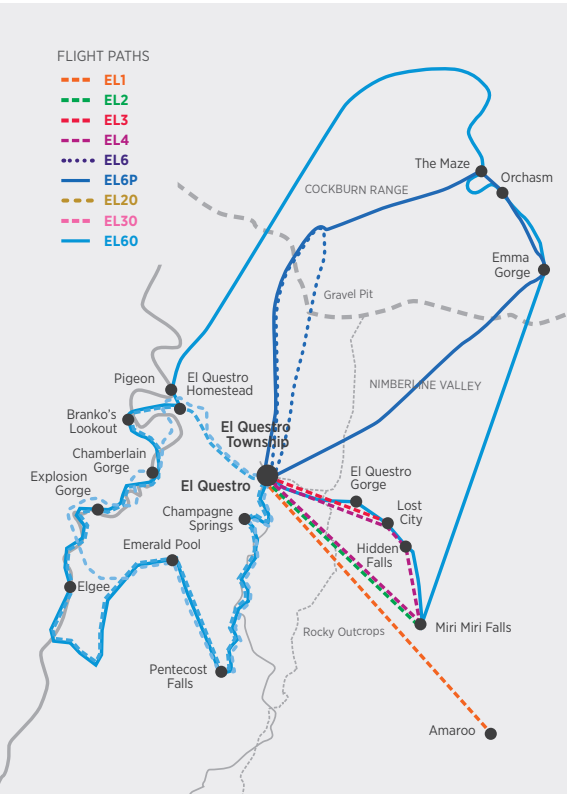 FLIGHT PATHS
EL1
EL2
EL3
EL4
EL6
EL6P
EL20
EL30
EL60
The Maze
Orchasm
COCKBURN RANGE
Emma
Gorge
Gravel Pit
Pigeon
El Questro
Homestead
NIMBERLINE VALLEY
Branko's
Lookout
El Questro
Township
Chamberlain
Gorge
Explosion
Gorge
El Questro
El Questro
Gorge
Champagne
Springs
Lost
City
Emerald Pool
Hidden
Falls
Elgee
Miri Miri Falls
Rocky Outcrops
Pentecost
Falls
Amaroo